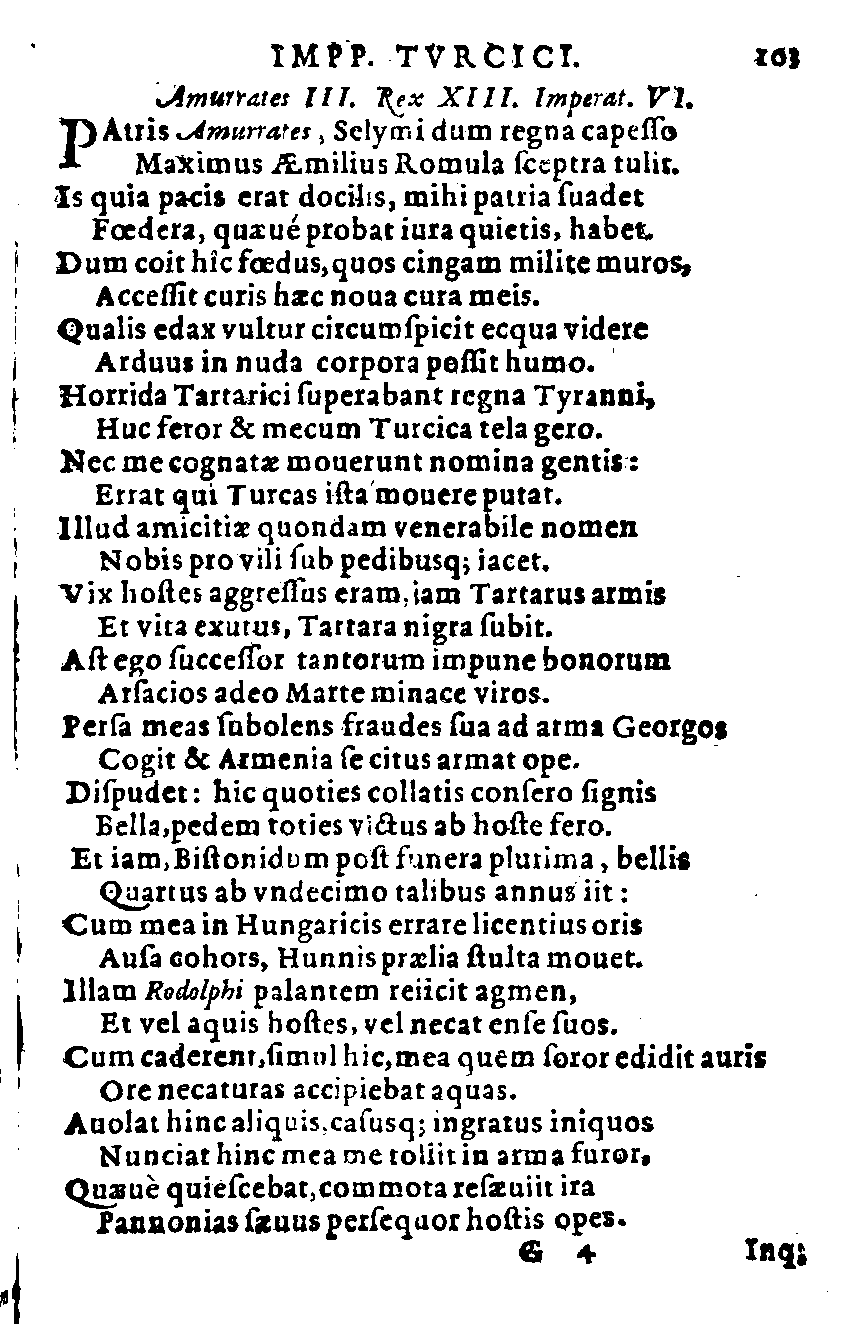 IMPP. TVRCICI. 103
Amurrates III. Rex XIII. Imperat. VI.
PAtris Amurrates, Selymi dum regna capeſſo
Maximus Æmilius Romula ſceptra tulit.
Is quia pacis erat docilis, mihi patria ſuadet
Fœdera, quæué probat iura quietis, habet.
Dum coit hîc fœdus, quos cingam milite muros,
Acceſſit curis hæc noua cura meis.
Qualis edax vultur circumſpicit ecqua videre
Arduus in nuda corpora poſſit humo.
Horrida Tartarici ſuperabant regna Tyranni,
Huc feror & mecum Turcica tela gero.
Nec me cognatæ mouerunt nomina gentis:
Errat qui Turcas iſta mouere putat.
Illud amicitiæ quondam venerabile nomen
Nobis pro vili ſub pedibusq; iacet.
Vix hoſtes aggreſſus eram, iam Tartarus armis
Et vita exutus, Tartara nigra ſubit.
Aſt ego ſucceſſor tantorum impune bonorum
Arſacios adeo Marte minace viros.
Perſa meas ſubolens fraudes ſua ad arma Georgos
Cogit & Armenia ſe citus armat ope.
Diſpudet: hic quoties collatis conſero ſignis
Bella, pedem toties victus ab hoſte fero.
Et iam, Biſtonidum poſt funera plurima, bellis
Quartus ab vndecimo talibus annus iit:
Cum mea in Hungaricis errare licentius oris
Auſa cohors, Hunnis prælia ſtulta mouet.
Illam Rodolphi palantem reiicit agmen,
Et vel aquis hoſtes, vel necat enſe ſuos.
Cum caderent, ſimul hic, mea quem ſoror edidit auris
Ore necaturas accipiebat aquas.
Auolat hinc aliquis, caſusq; ingratus iniquos
Nunciat hinc mea me tollit in arma furor,
Quæuè quieſcebat, commota reſæuiit ira
Pannonias ſæuus perſequor hoſtis opes.
G 4 Inq;